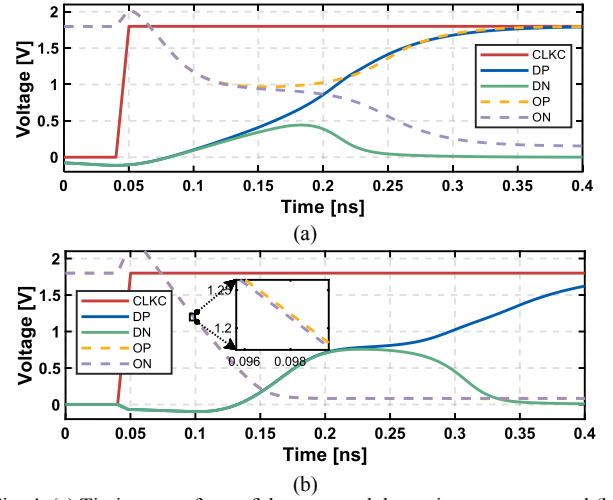 2
1.5
1
0.5
0
Voltage [V]
CLKC
DP
DN
OP
ON
0 0.05 0.1 0.15 0.2 0.25 0.3 0.35 0.4
Time [ns]
(a)
2
1.5
1
0.5
0
Voltage [V]
CLKC
DP
DN
OP
ON
1.25
1.2
0.096 0.098
0 0.05 0.1 0.15 0.2 0.25 0.3 0.35 0.4
Time [ns]
(b)